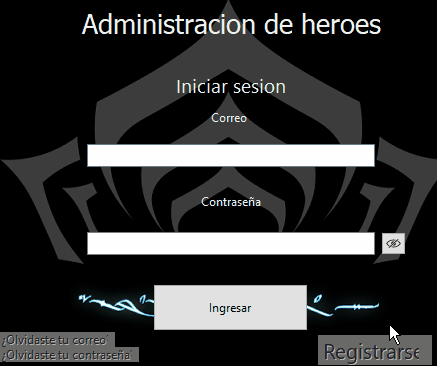 Administracion de heroes
Iniciar sesion
Correo
Contraseña
Ingresar
¿Olvidaste tu correo'
¿Olvidaste tu contraseña'
Registrarse